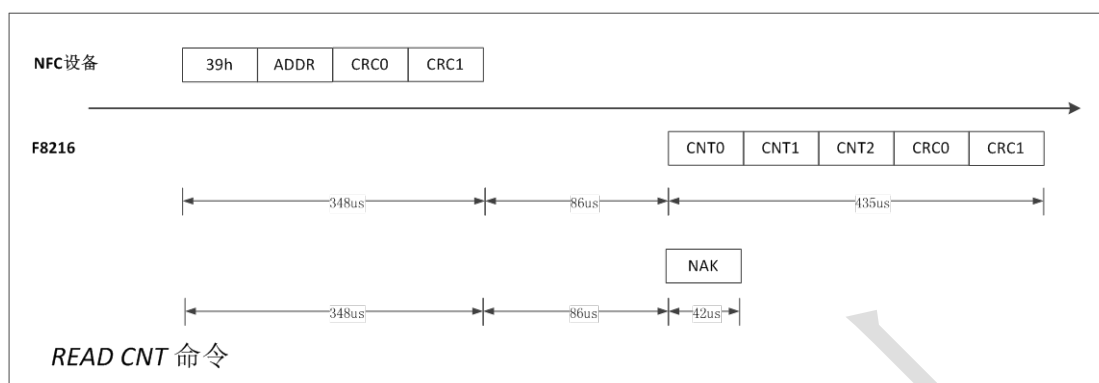 NFC设备 39h ADDR CRC0 CRC1
F8216 CNT0 CNT1 CNT2 CRC0 CRC1
348us 86us 435us
NAK
348us 86us 42us
READ CNT 命令